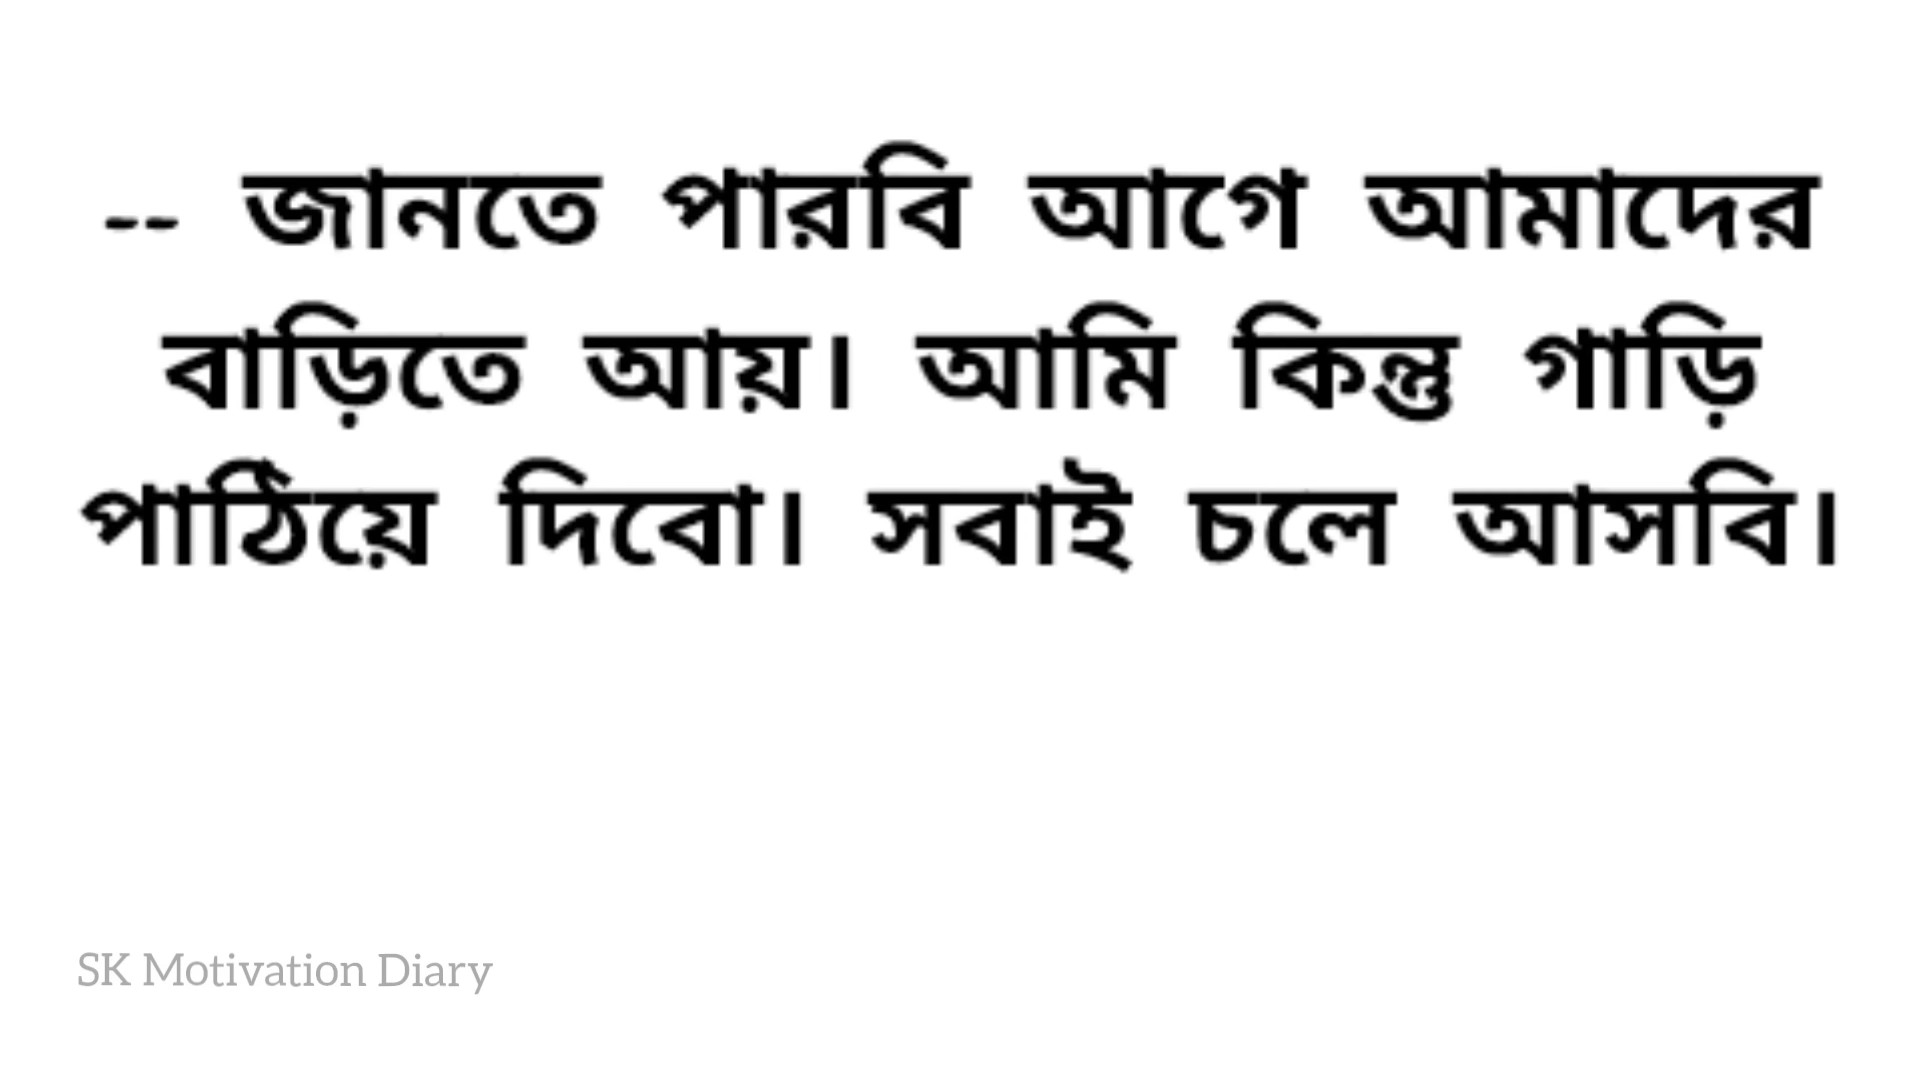 -- জানতে পারবি আগে আমাদের
বাড়িতে আয়। আমি কিন্তু গাড়ি
পাঠিয়ে দিবো। সবাই চলে আসবি।
SK Motivation Diary